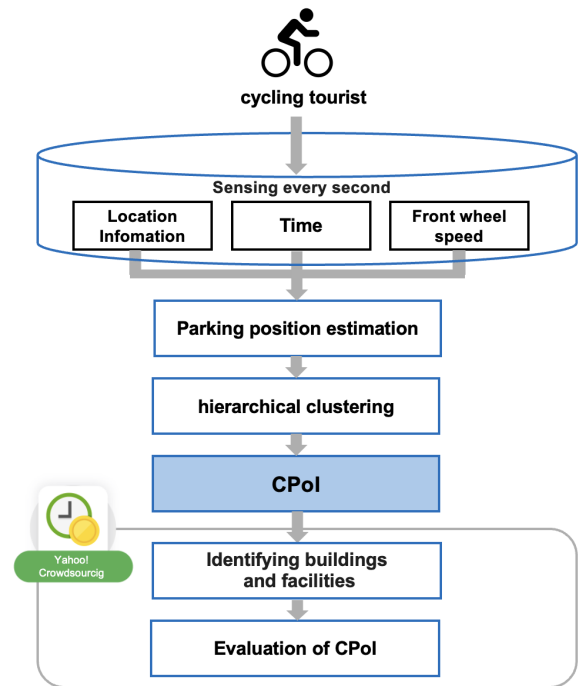 cycling tourist
Sensing every second
Location
Infomation
Time
Front wheel
speed
Parking position estimation
hierarchical clustering
CPoI
Yahoo!
Crowdsourcig
Identifying buildings
and facilities
Evaluation of CPoI